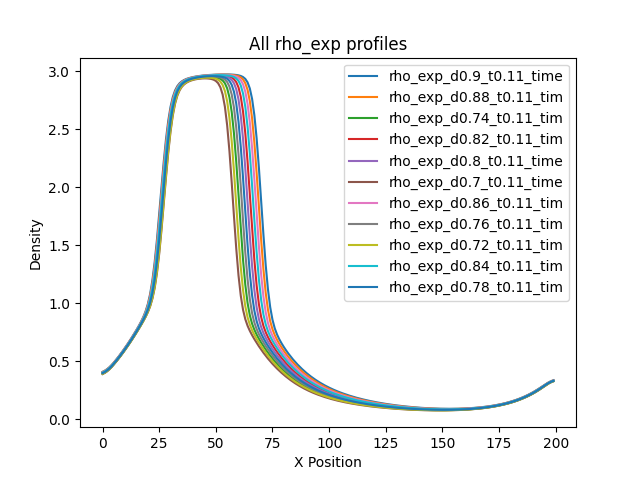 All rho_exp profiles
3.0
2.5
2.0
1.5
1.0
0.5
0.0
Density
rho_exp_d0.9_t0.11_time
rho_exp_d0.88_t0.11_tim
rho_exp_d0.74_t0.11_tim
rho_exp_d0.82_t0.11_tim
rho_exp_d0.8_t0.11_time
rho_exp_d0.7_t0.11_time
rho_exp_d0.86_t0.11_tim
rho_exp_d0.76_t0.11_tim
rho_exp_d0.72_t0.11_tim
rho_exp_d0.84_t0.11_tim
rho_exp_d0.78_t0.11_tim
0 25 50 75 100 125 150 175 200
X Position